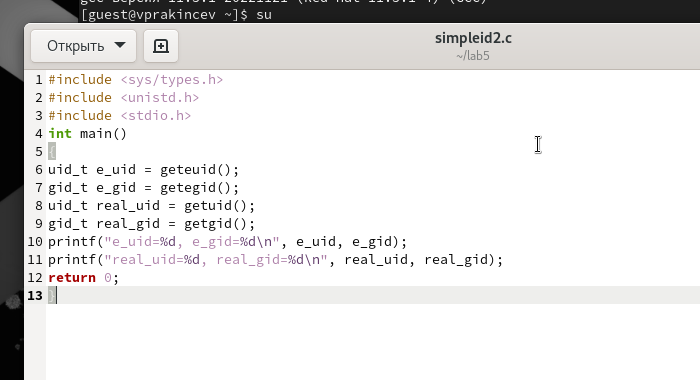 [guest@vprakincev ~]$ su
Открыть
simpleid2.c
~/lab5
1 #include <sys/types.h>
2 #include <unistd.h>
3 #include <stdio.h>
4 int main()
5 {
6 uid_t e_uid = geteuid();
7 gid_t e_gid = getegid();
8 uid_t real_uid = getuid();
9 gid_t real_gid = getgid();
10 printf("e_uid=%d, e_gid=%d\n", e_uid, e_gid);
11 printf("real_uid=%d, real_gid=%d\n", real_uid, real_gid);
12 return 0;
13 }